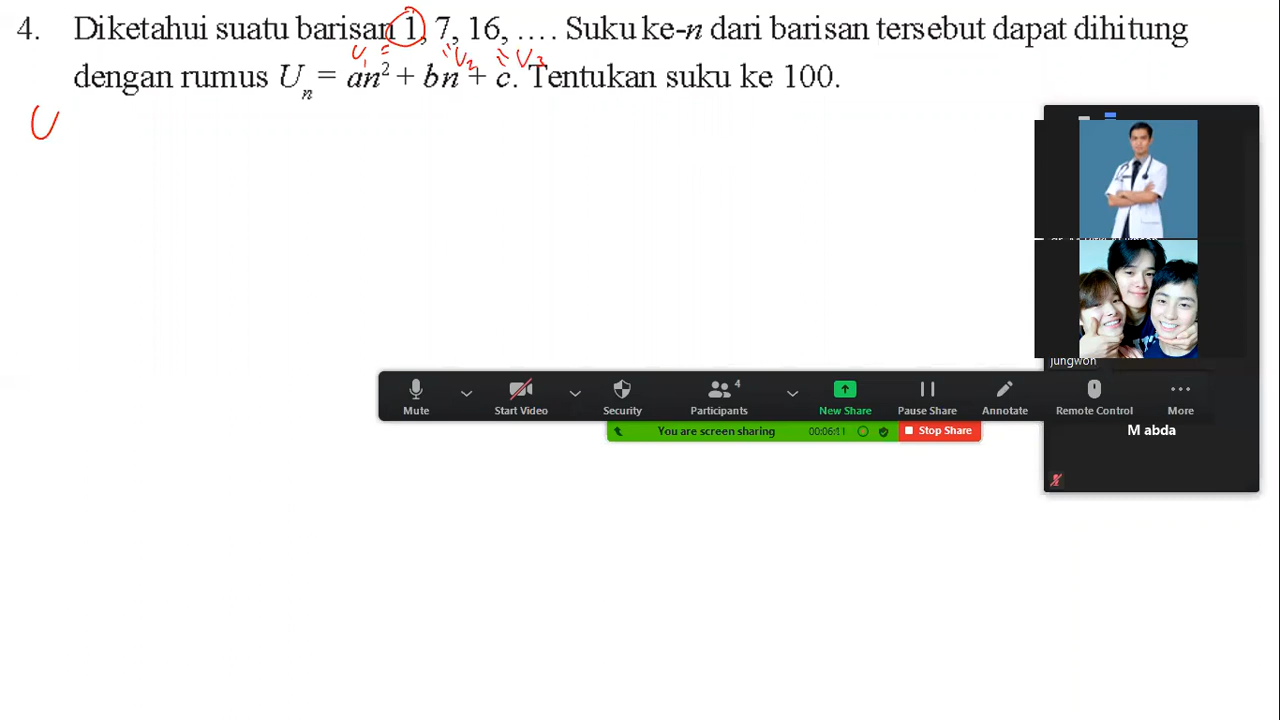 4. Diketahui suatu barisan 1, 7, 16, .... Suku ke-n dari barisan tersebut dapat dihitung
U₁ = U₂ U₃
dengan rumus Uₙ = an² + bn + c. Tentukan suku ke 100.
U
jungwon
Mute
Start Video
Security
4
Participants
New Share
Pause Share
Annotate
Remote Control
More
You are screen sharing
00:06:11
Stop Share
M abda